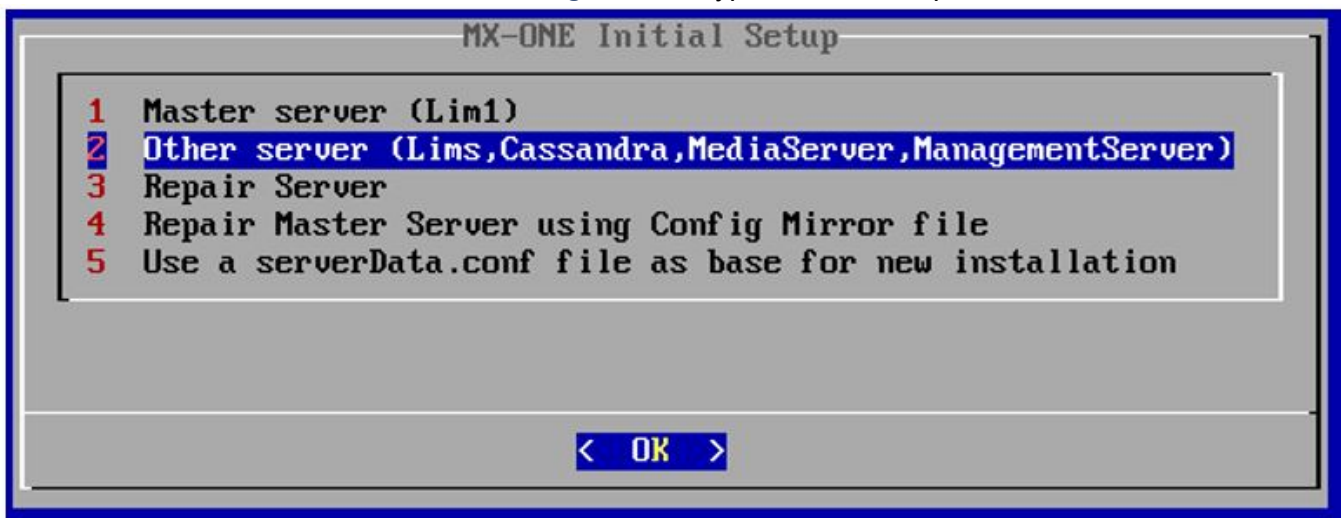 MX-ONE Initial Setup
1 Master server (Lim1)
2 Other server (Lims,Cassandra,MediaServer,ManagementServer)
3 Repair Server
4 Repair Master Server using Config Mirror file
5 Use a serverData.conf file as base for new installation
< OK >